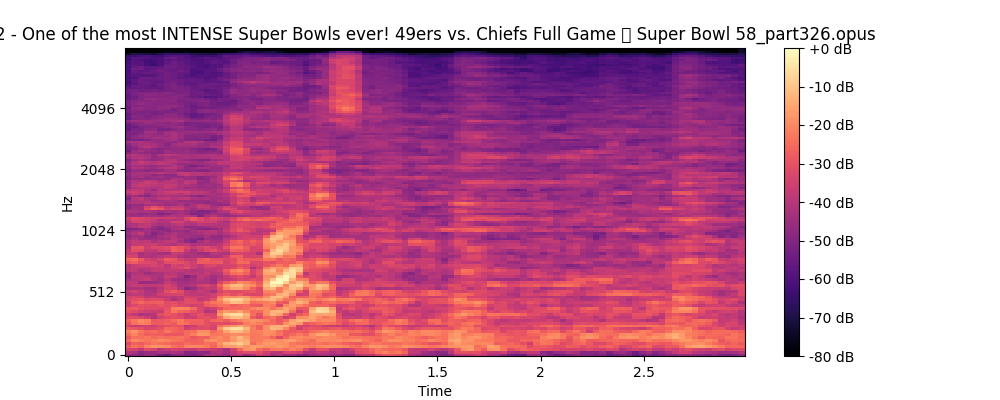 2 - One of the most INTENSE Super Bowls ever! 49ers vs. Chiefs Full Game ▯ Super Bowl 58_part326.opus
+0 dB
4096
-10 dB
-20 dB
2048
-30 dB
Hz
1024
-40 dB
-50 dB
512
-60 dB
-70 dB
0
-80 dB
0 0.5 1 1.5 2 2.5
Time